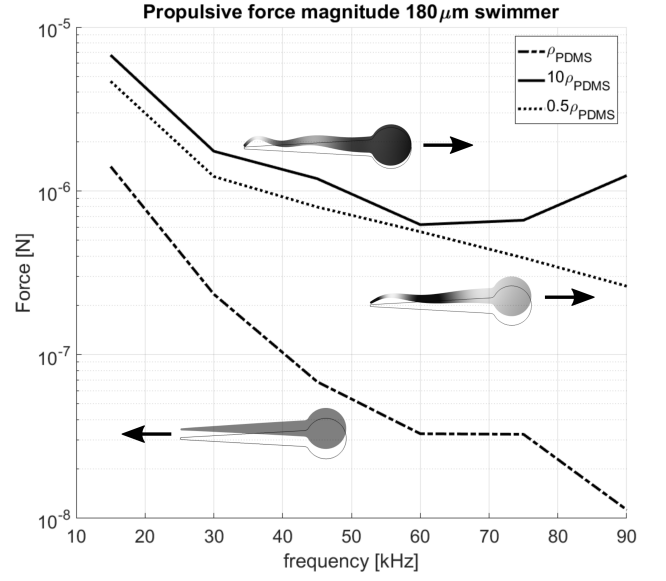 Propulsive force magnitude 180μm swimmer
10⁻⁵
10⁻⁶
10⁻⁷
10⁻⁸
Force [N]
ρPDMS
10ρPDMS
0.5ρPDMS
10 20 30 40 50 60 70 80 90
frequency [kHz]